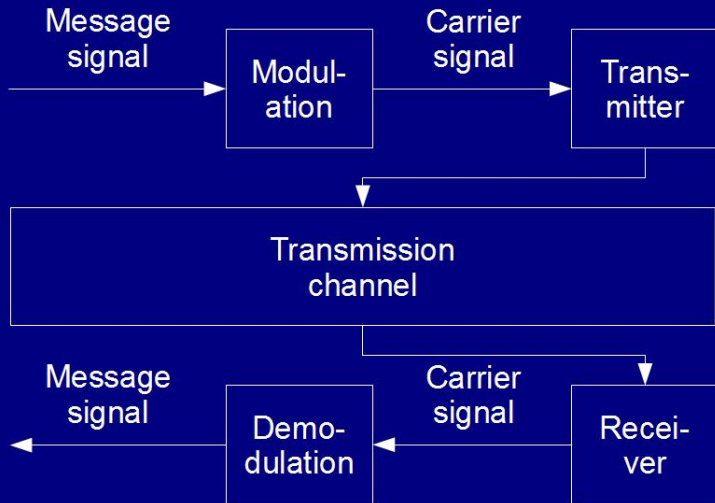 Message
signal
Modul-
ation
Carrier
signal
Trans-
mitter
Transmission
channel
Message
signal
Demo-
dulation
Carrier
signal
Recei-
ver